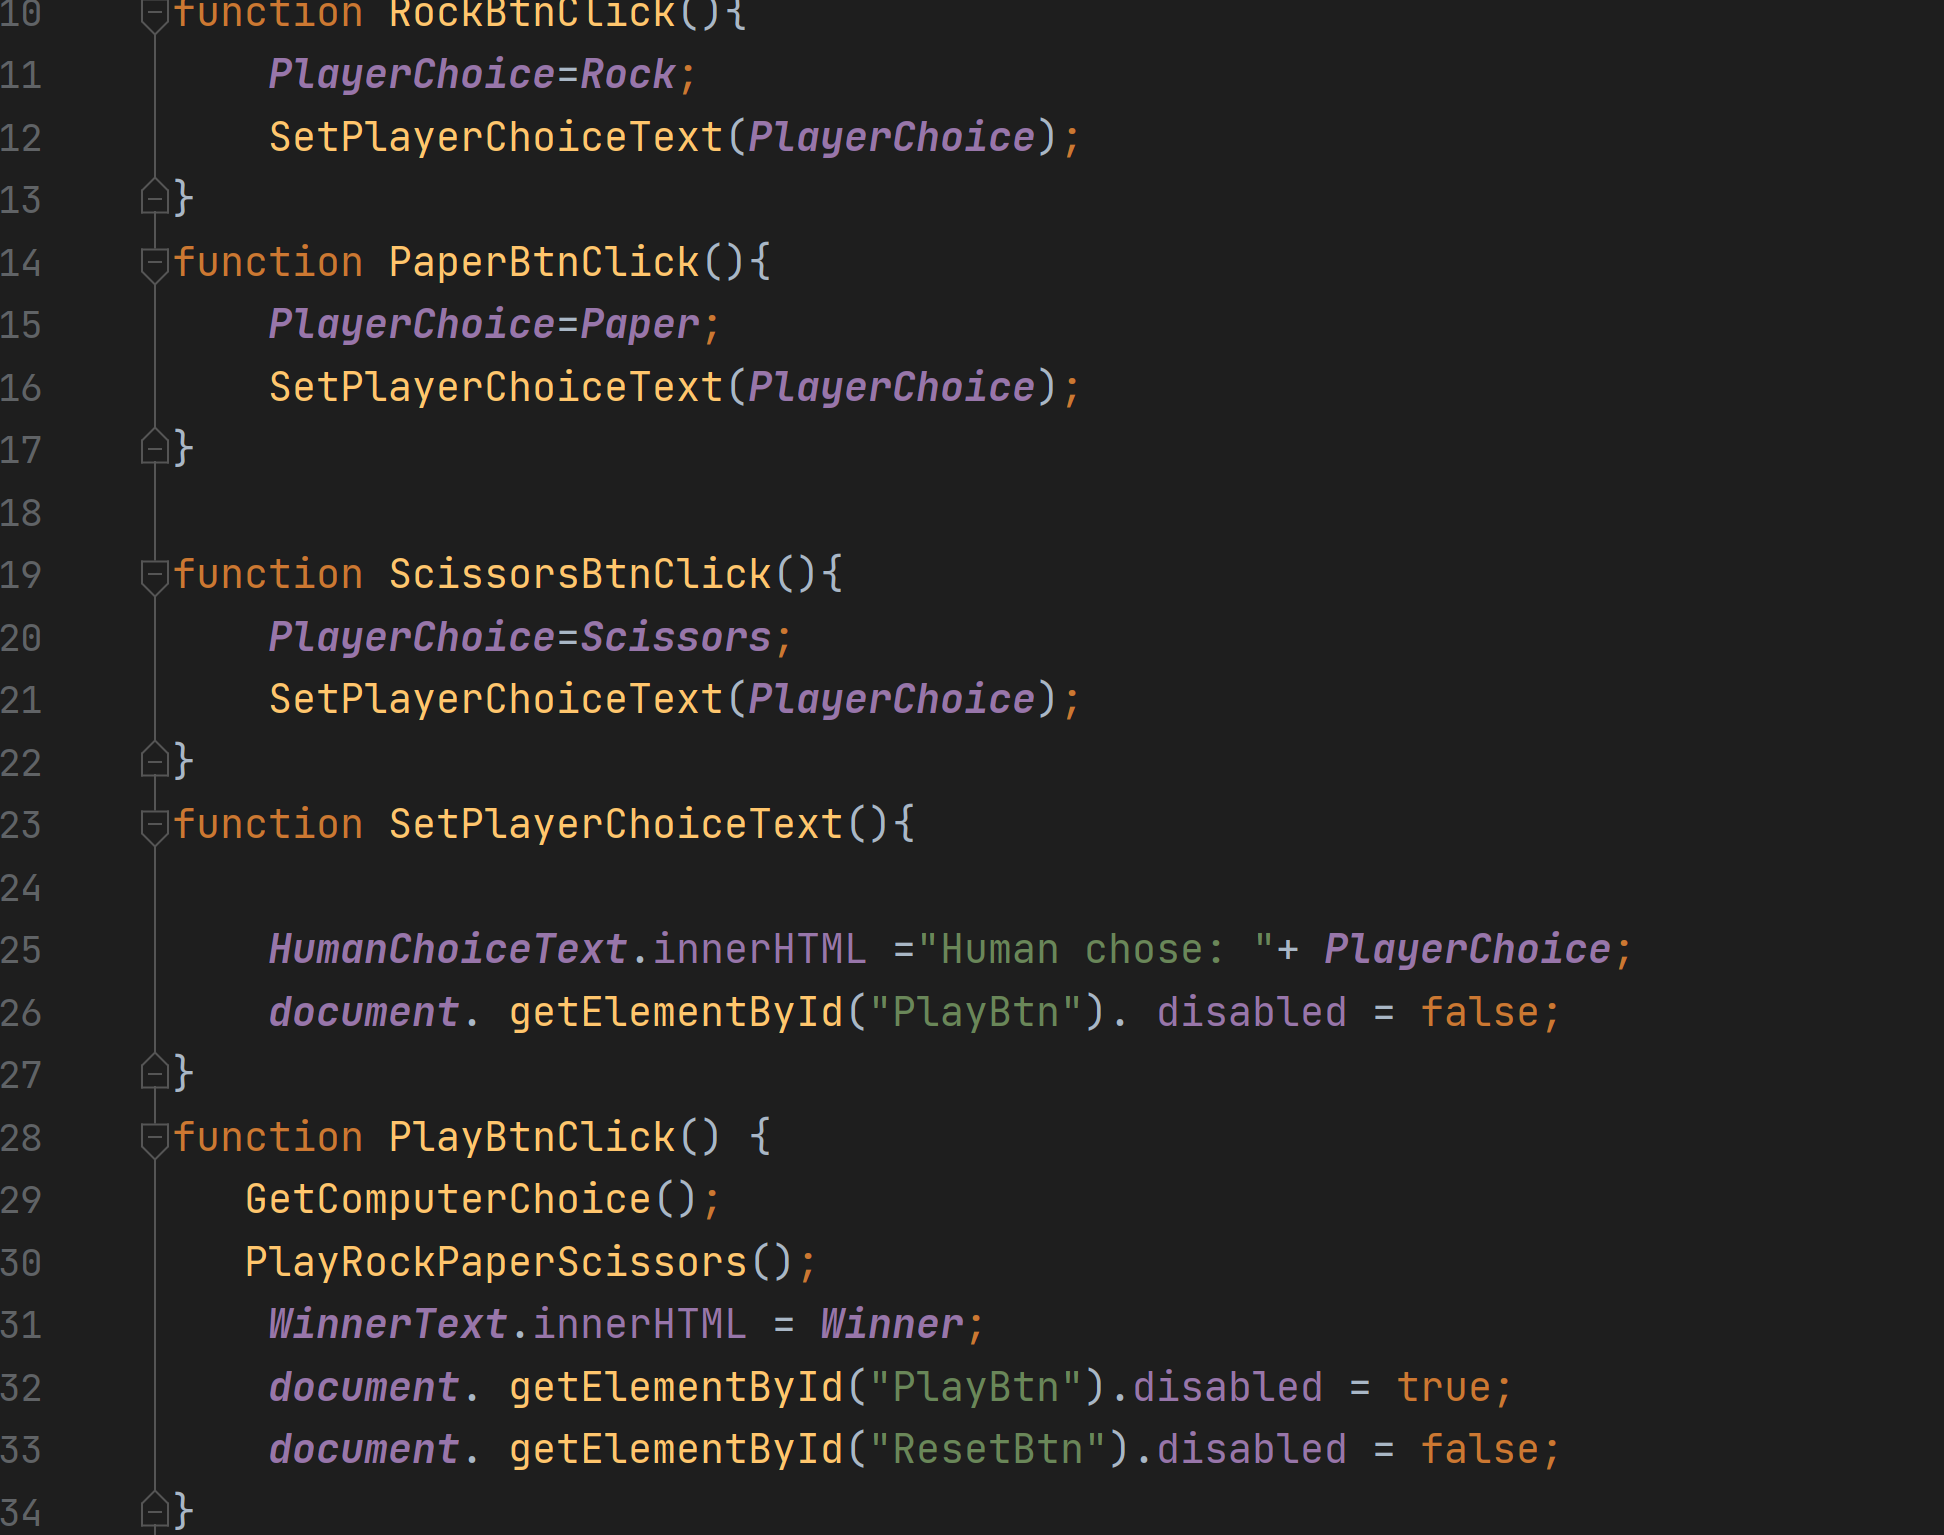 10 function RockBtnClick(){
11 PlayerChoice=Rock;
12 SetPlayerChoiceText(PlayerChoice);
13 }
14 function PaperBtnClick(){
15 PlayerChoice=Paper;
16 SetPlayerChoiceText(PlayerChoice);
17 }
18
19 function ScissorsBtnClick(){
20 PlayerChoice=Scissors;
21 SetPlayerChoiceText(PlayerChoice);
22 }
23 function SetPlayerChoiceText(){
24
25 HumanChoiceText.innerHTML ="Human chose: "+ PlayerChoice;
26 document. getElementById("PlayBtn"). disabled = false;
27 }
28 function PlayBtnClick() {
29 GetComputerChoice();
30 PlayRockPaperScissors();
31 WinnerText.innerHTML = Winner;
32 document. getElementById("PlayBtn").disabled = true;
33 document. getElementById("ResetBtn").disabled = false;
34 }